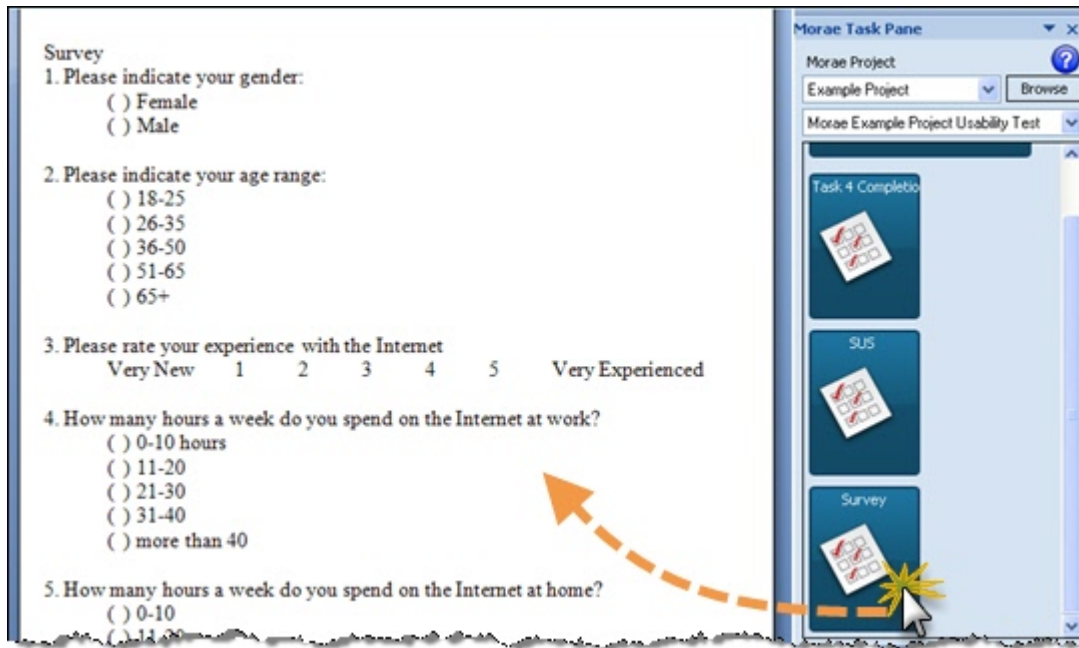 Survey
1. Please indicate your gender:
( ) Female
( ) Male
2. Please indicate your age range:
( ) 18-25
( ) 26-35
( ) 36-50
( ) 51-65
( ) 65+
3. Please rate your experience with the Internet
Very New 1 2 3 4 5 Very Experienced
4. How many hours a week do you spend on the Internet at work?
( ) 0-10 hours
( ) 11-20
( ) 21-30
( ) 31-40
( ) more than 40
5. How many hours a week do you spend on the Internet at home?
( ) 0-10
( ) 11-20
Morae Task Pane
?
Morae Project
Example Project Browse
Morae Example Project Usability Test
Task 4 Completio
SUS
Survey